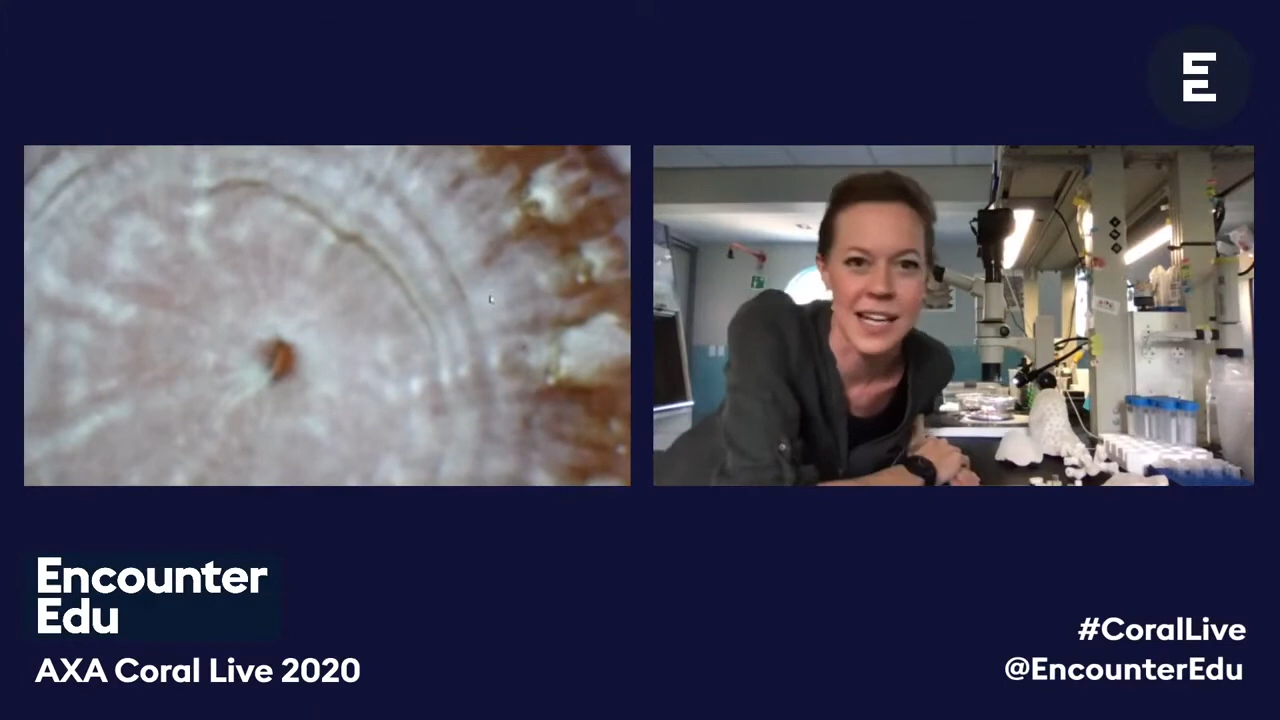 E
Encounter
Edu
AXA Coral Live 2020
#CoralLive
@EncounterEdu